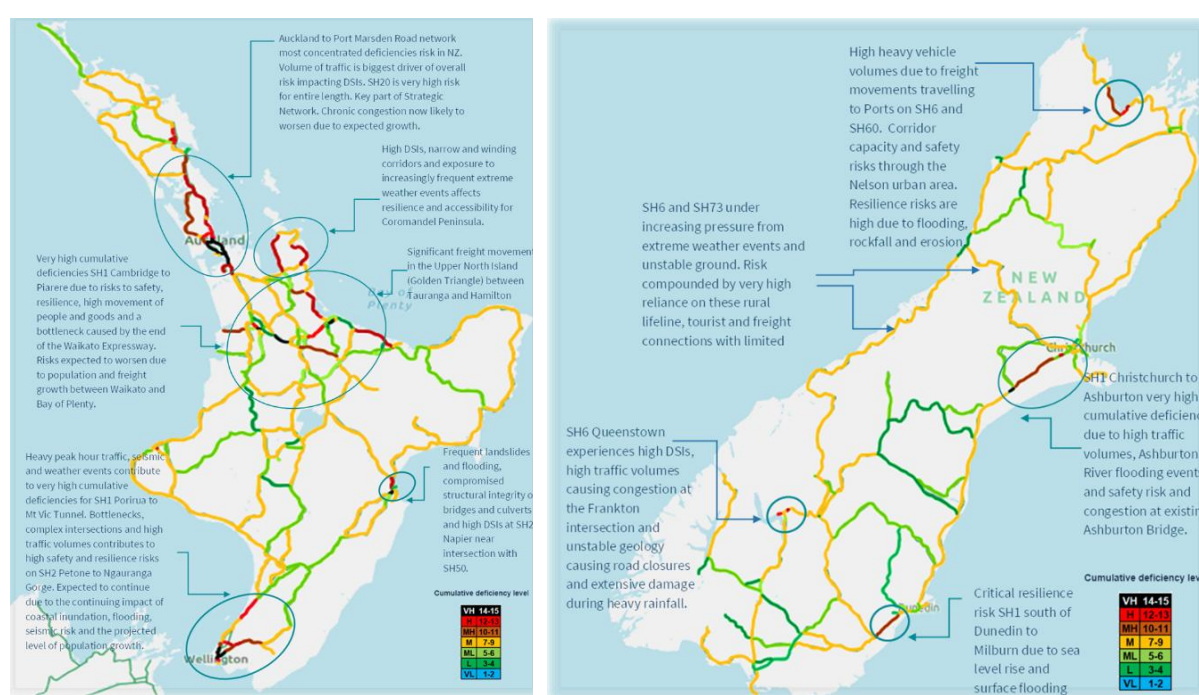 Auckland to Port Marsden Road network
most concentrated deficiencies risk in NZ.
Volume of traffic is biggest driver of overall
risk impacting DSIs. SH20 is very high risk
for entire length. Key part of Strategic
Network. Chronic congestion now likely to
worsen due to expected growth.
High DSIs, narrow and winding
corridors and exposure to
increasingly frequent extreme
weather events affects
resilience and accessibility for
Coromandel Peninsula.
Significant freight movement
in the Upper North Island
(Golden Triangle) between
Tauranga and Hamilton
Very high cumulative
deficiencies SH1 Cambridge to
Piarere due to risks to safety,
resilience, high movement of
people and goods and a
bottleneck caused by the end
of the Waikato Expressway.
Risks expected to worsen due
to population and freight
growth between Waikato and
Bay of Plenty.
Heavy peak hour traffic, seismic
and weather events contribute
to very high cumulative
deficiencies for SH1 Porirua to
Mt Vic Tunnel. Bottlenecks,
complex intersections and high
traffic volumes contributes to
high safety and resilience risks
on SH2 Petone to Ngauranga
Gorge. Expected to continue
due to the continuing impact of
coastal inundation, flooding,
seismic risk and the projected
level of population growth.
Frequent landslides
and flooding,
compromised
structural integrity o
bridges and culverts
and high DSIs at SH2
Napier near
intersection with
SH50.
Auckland
Bay of
Plenty
Wellington
Cumulative deficiency level
VH 14-15
H 12-13
MH 10-11
M 7-9
ML 5-6
L 3-4
VL 1-2
High heavy vehicle
volumes due to freight
movements travelling
to Ports on SH6 and
SH60. Corridor
capacity and safety
risks through the
Nelson urban area.
Resilience risks are
high due to flooding,
rockfall and erosion.
SH6 and SH73 under
increasing pressure from
extreme weather events and
unstable ground. Risk
compounded by very high
reliance on these rural
lifeline, tourist and freight
connections with limited
NEW
ZEALAND
Christchurch
SH1 Christchurch to
Ashburton very high
cumulative deficienc
due to high traffic
volumes, Ashburton
River flooding event
and safety risk and
congestion at existin
Ashburton Bridge.
SH6 Queenstown
experiences high DSIs,
high traffic volumes
causing congestion at
the Frankton
intersection and
unstable geology
causing road closures
and extensive damage
during heavy rainfall.
Dunedin
Critical resilience
risk SH1 south of
Dunedin to
Milburn due to sea
level rise and
surface flooding
Cumulative deficiency lev
VH 14-15
H 12-13
MH 10-11
M 7-9
ML 5-6
L 3-4
VL 1-2